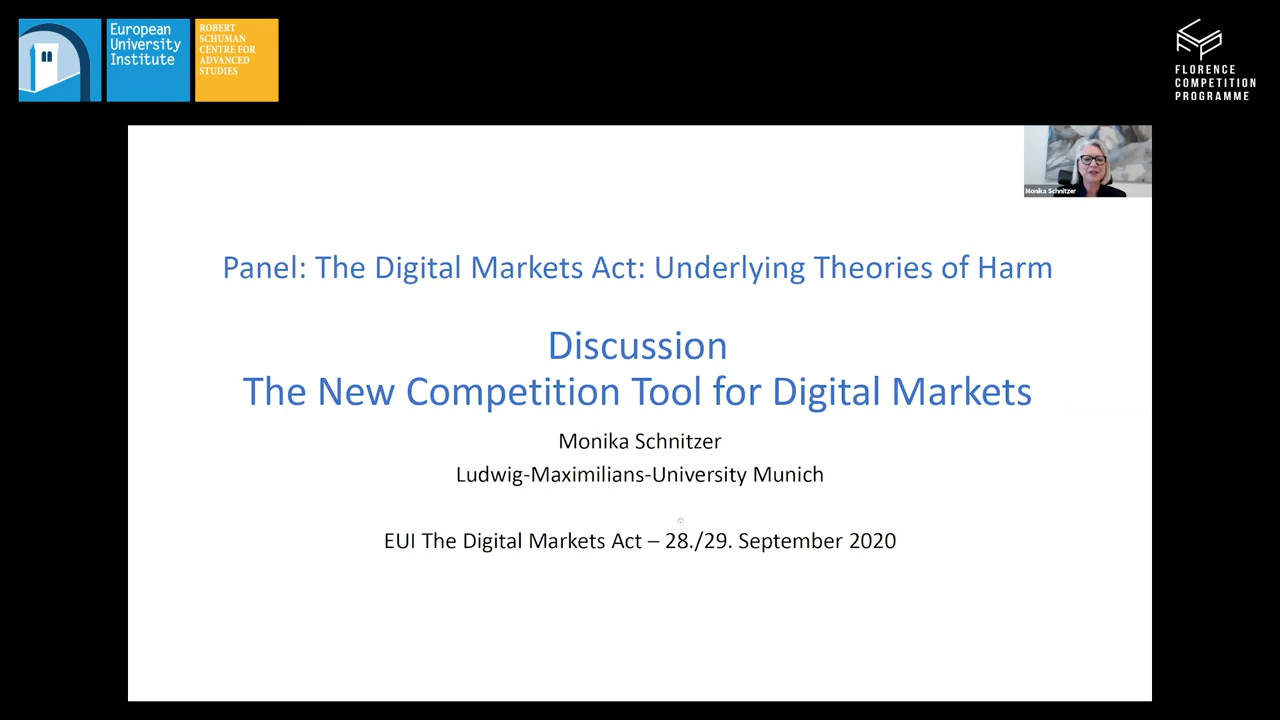 European
University
Institute
ROBERT
SCHUMAN
CENTRE FOR
ADVANCED
STUDIES
FLORENCE
COMPETITION
PROGRAMME
Monika Schnitzer
Panel: The Digital Markets Act: Underlying Theories of Harm
Discussion
The New Competition Tool for Digital Markets
Monika Schnitzer
Ludwig-Maximilians-University Munich
EUI The Digital Markets Act – 28./29. September 2020